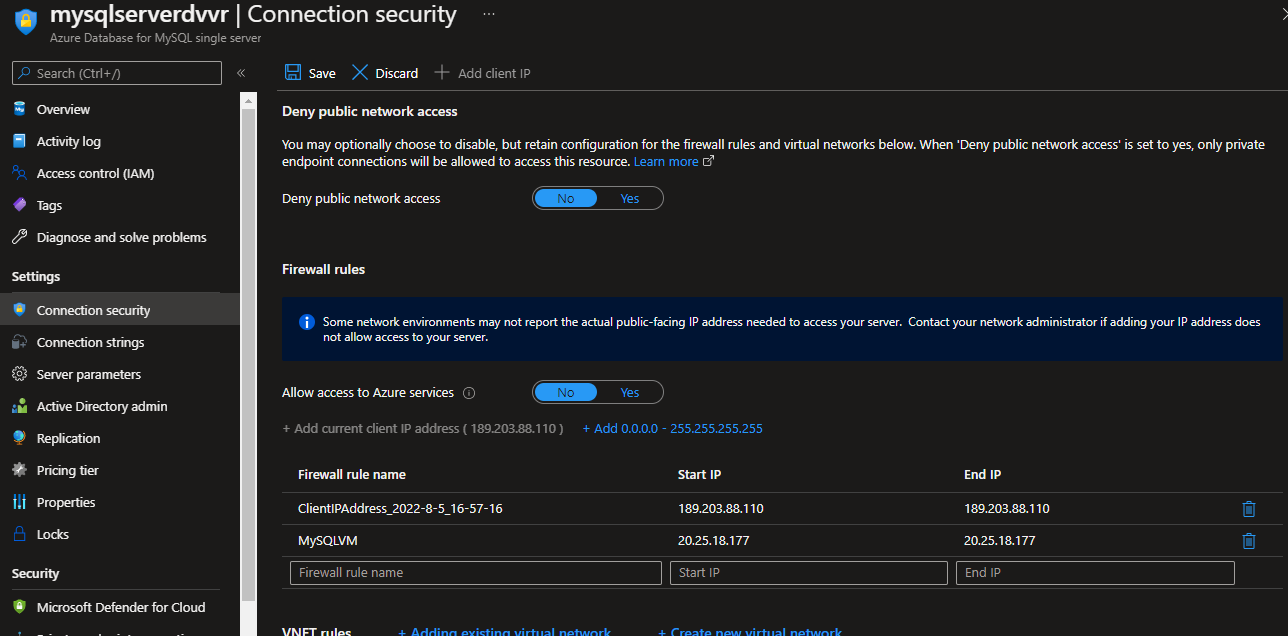 mysqlserverdvvr | Connection security ...
Azure Database for MySQL single server
Search (Ctrl+/)
«
Overview
Activity log
Access control (IAM)
Tags
Diagnose and solve problems
Settings
Connection security
Connection strings
Server parameters
Active Directory admin
Replication
Pricing tier
Properties
Locks
Security
Microsoft Defender for Cloud
Save Discard Add client IP
Deny public network access
You may optionally choose to disable, but retain configuration for the firewall rules and virtual networks below. When 'Deny public network access' is set to yes, only private
endpoint connections will be allowed to access this resource. Learn more
Deny public network access No Yes
Firewall rules
Some network environments may not report the actual public-facing IP address needed to access your server. Contact your network administrator if adding your IP address does
not allow access to your server.
Allow access to Azure services No Yes
+ Add current client IP address ( 189.203.88.110 ) + Add 0.0.0.0 - 255.255.255.255
Firewall rule name Start IP End IP
ClientIPAddress_2022-8-5_16-57-16 189.203.88.110 189.203.88.110
MySQLVM 20.25.18.177 20.25.18.177
Firewall rule name Start IP End IP
VNET rules + Adding existing virtual network + Create new virtual network